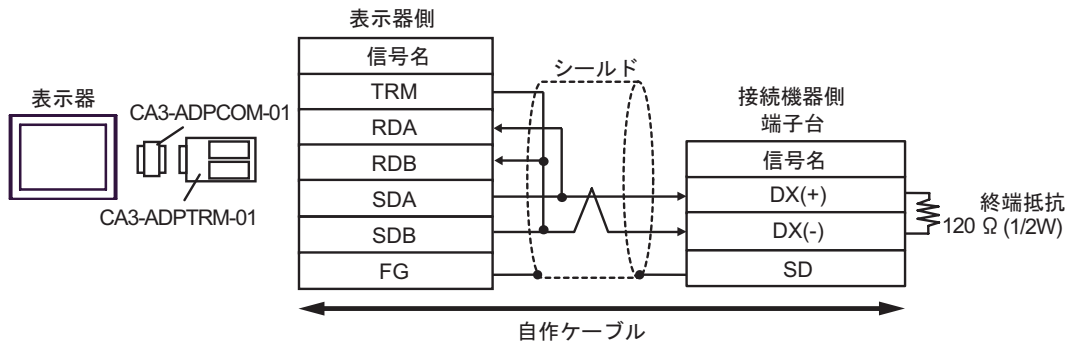 表示器側
信号名
TRM
RDA
RDB
SDA
SDB
FG
シールド
表示器
CA3-ADPCOM-01
CA3-ADPTRM-01
接続機器側
端子台
信号名
DX(+)
DX(-)
SD
終端抵抗
120 Ω (1/2W)
自作ケーブル